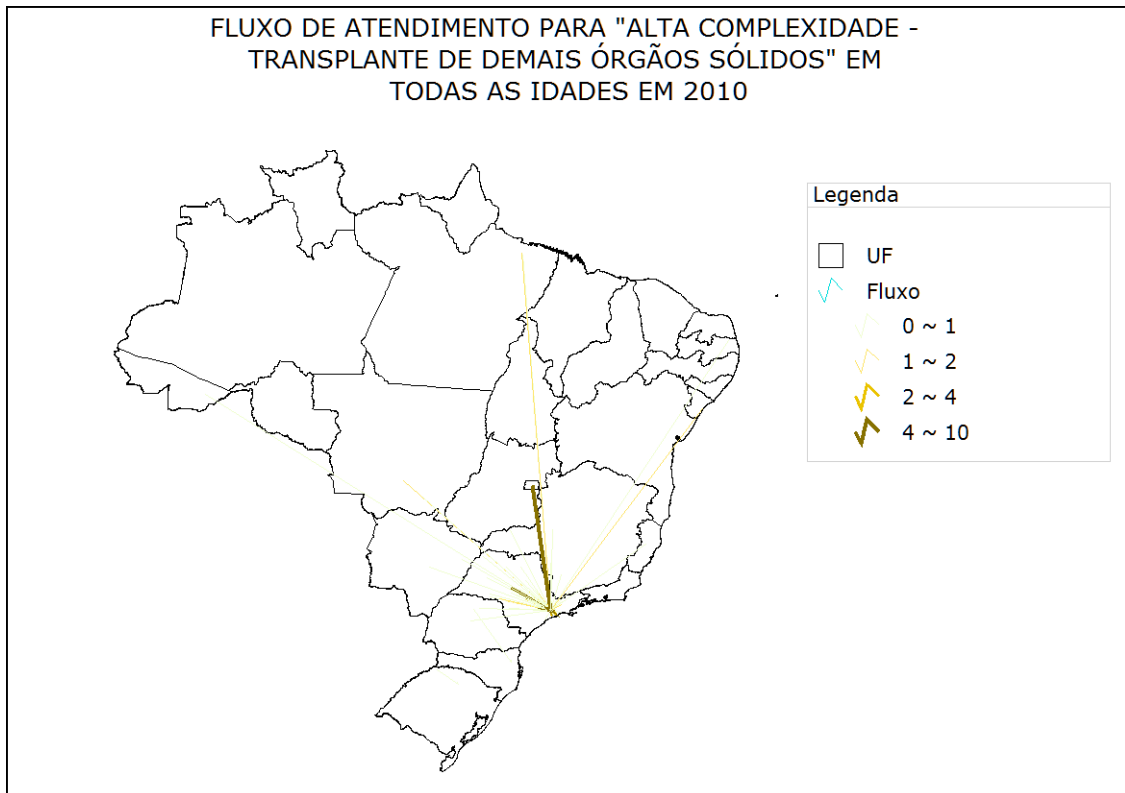 FLUXO DE ATENDIMENTO PARA "ALTA COMPLEXIDADE -
TRANSPLANTE DE DEMAIS ÓRGÃOS SÓLIDOS" EM
TODAS AS IDADES EM 2010
Legenda
UF
Fluxo
0 ~ 1
1 ~ 2
2 ~ 4
4 ~ 10